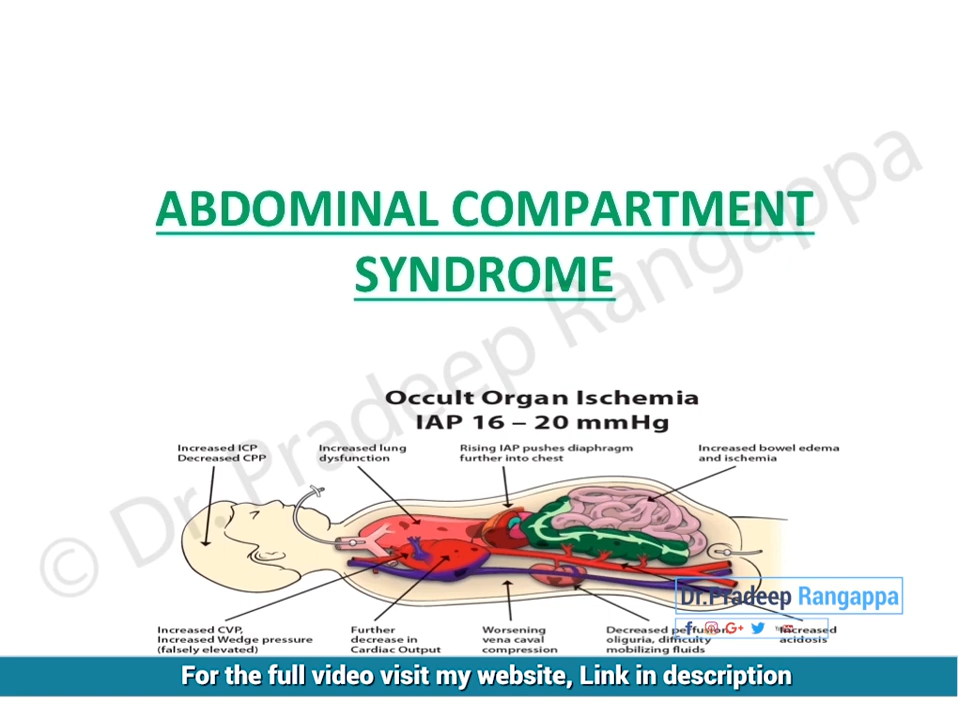 ABDOMINAL COMPARTMENT
SYNDROME
© Dr. Pradeep Rangappa
Occult Organ Ischemia
IAP 16 – 20 mmHg
Increased ICP
Decreased CPP
Increased lung
dysfunction
Rising IAP pushes diaphragm
further into chest
Increased bowel edema
and ischemia
Increased CVP,
Increased Wedge pressure
(falsely elevated)
Further
decrease in
Cardiac Output
Worsening
vena caval
compression
Decreased perfusion,
oliguria, difficulty
mobilizing fluids
Increased
acidosis
Dr.Pradeep Rangappa
For the full video visit my website, Link in description